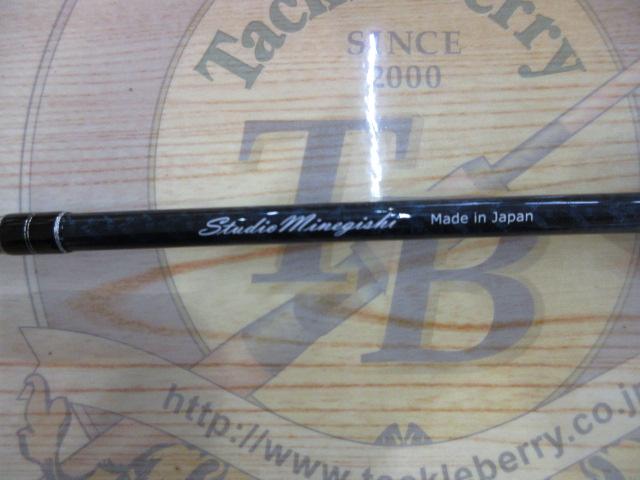 Tackleberry
SINCE
2000
TB
Studio Minegishi Made in Japan
http://www.tackleberry.co.jp